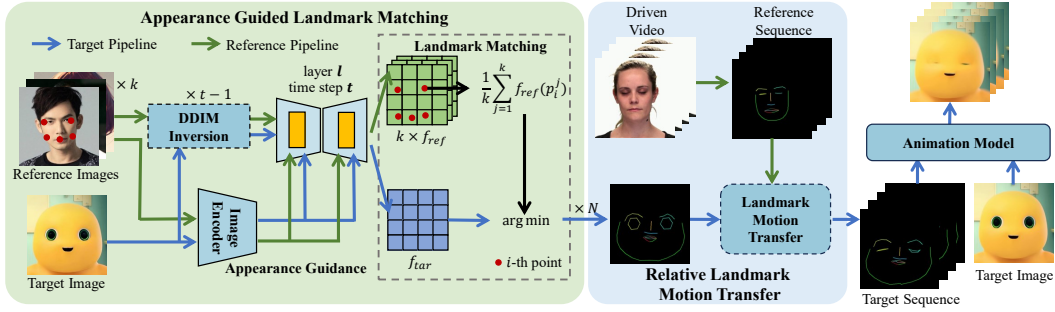 Appearance Guided Landmark Matching
Target Pipeline
Reference Pipeline
× k
Reference Images
Target Image
× t − 1
DDIM
Inversion
Image
Encoder
layer l
time step t
Appearance Guidance
Landmark Matching
k × f_ref
1/k ∑_{j=1}^{k} f_ref(p_i^j)
f_tar
arg min
i-th point
× N
Driven
Video
Reference
Sequence
Landmark
Motion
Transfer
Relative Landmark
Motion Transfer
Animation Model
Target Sequence
Target Image